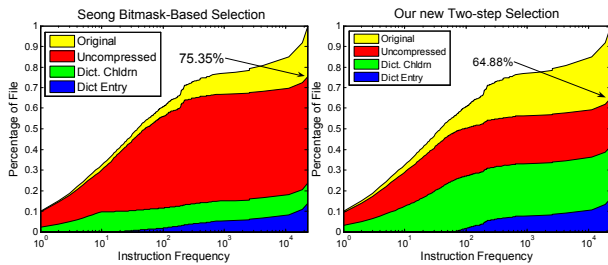 Seong Bitmask-Based Selection
Percentage of File
1
0.9
0.8
0.7
0.6
0.5
0.4
0.3
0.2
0.1
0
Original
Uncompressed
Dict. Chldrn
Dict Entry
75.35%
10^0
10^1
10^2
10^3
10^4
Instruction Frequency
Our new Two-step Selection
Percentage of File
1
0.9
0.8
0.7
0.6
0.5
0.4
0.3
0.2
0.1
0
Original
Uncompressed
Dict. Chldrn
Dict Entry
64.88%
10^0
10^1
10^2
10^3
10^4
Instruction Frequency